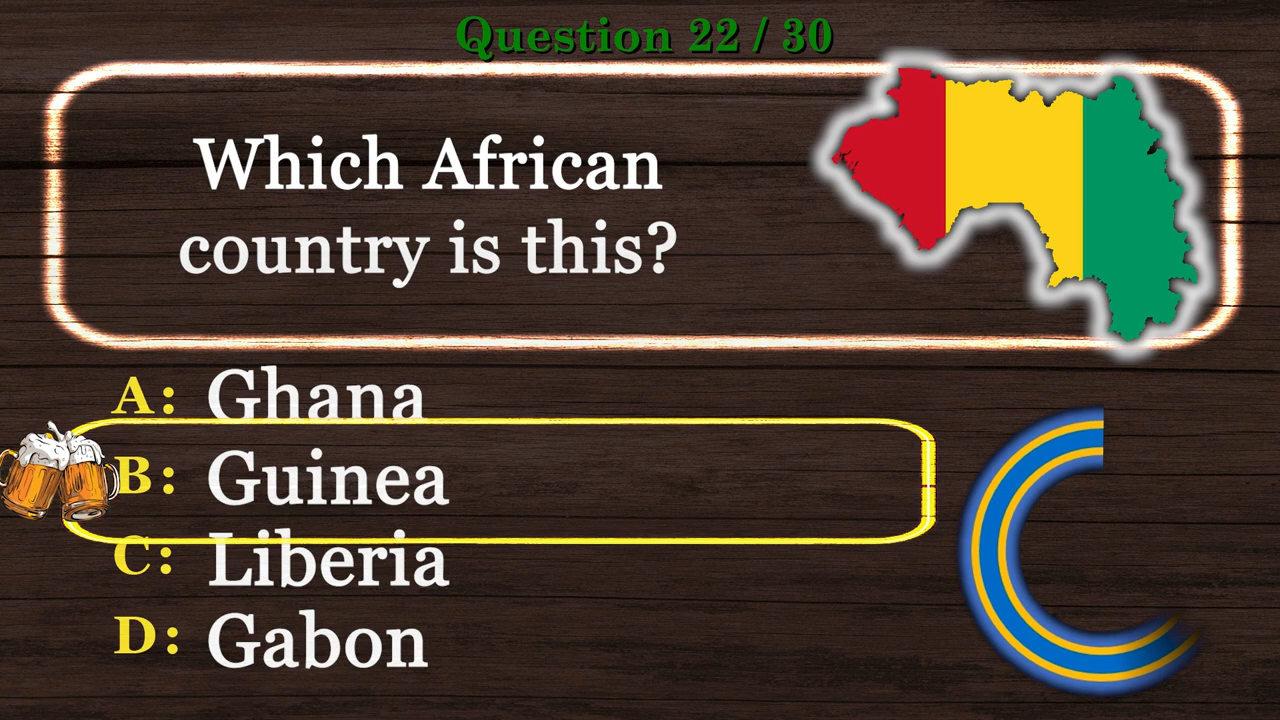 Question 22 / 30
Which African
country is this?
A: Ghana
B: Guinea
C: Liberia
D: Gabon